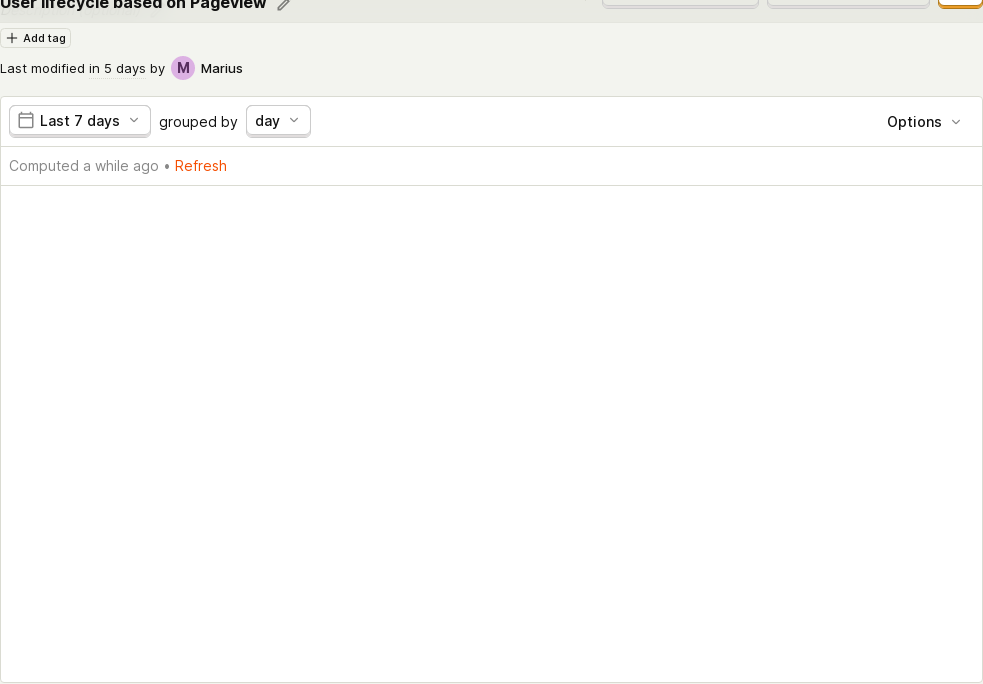 User lifecycle based on Pageview
Add tag
Last modified in 5 days by M Marius
Last 7 days grouped by day Options
Computed a while ago • Refresh